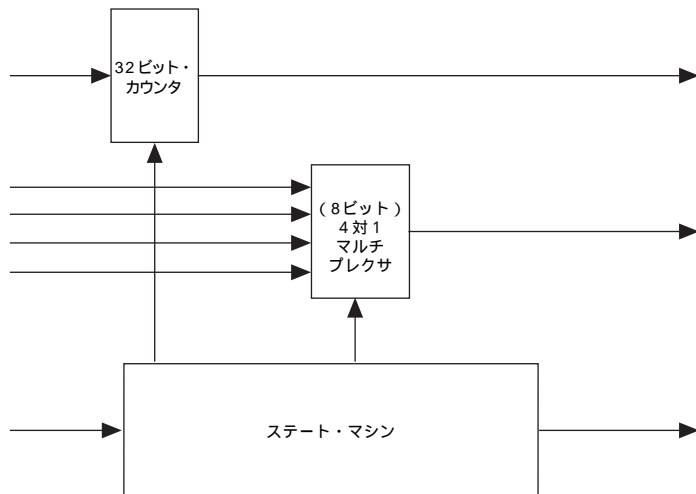 32ビット・
カウンタ
(8ビット)
4対1
マルチ
プレクサ
ステート・マシン